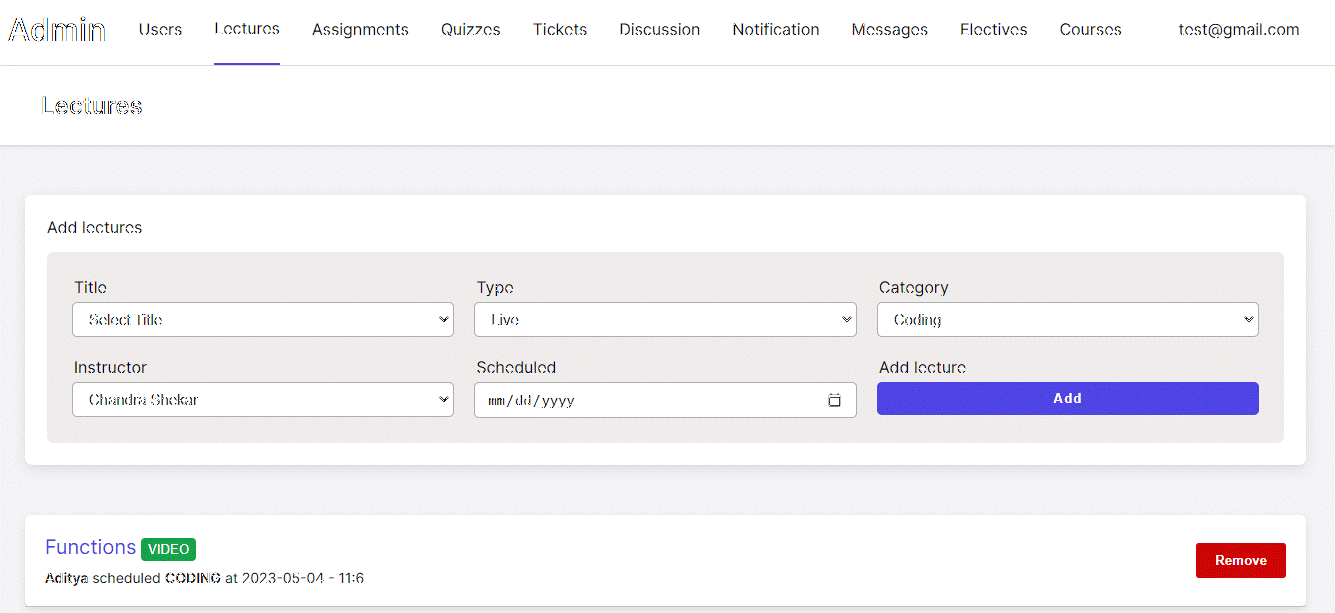 Admin Users Lectures Assignments Quizzes Tickets Discussion Notification Messages Electives Courses test@gmail.com
Lectures
Add lectures
Title Type Category
Select Title Live Coding
Instructor Scheduled Add lecture
Chandra Shekar mm/dd/yyyy Add
Functions VIDEO
Aditya scheduled CODING at 2023-05-04 - 11:6
Remove